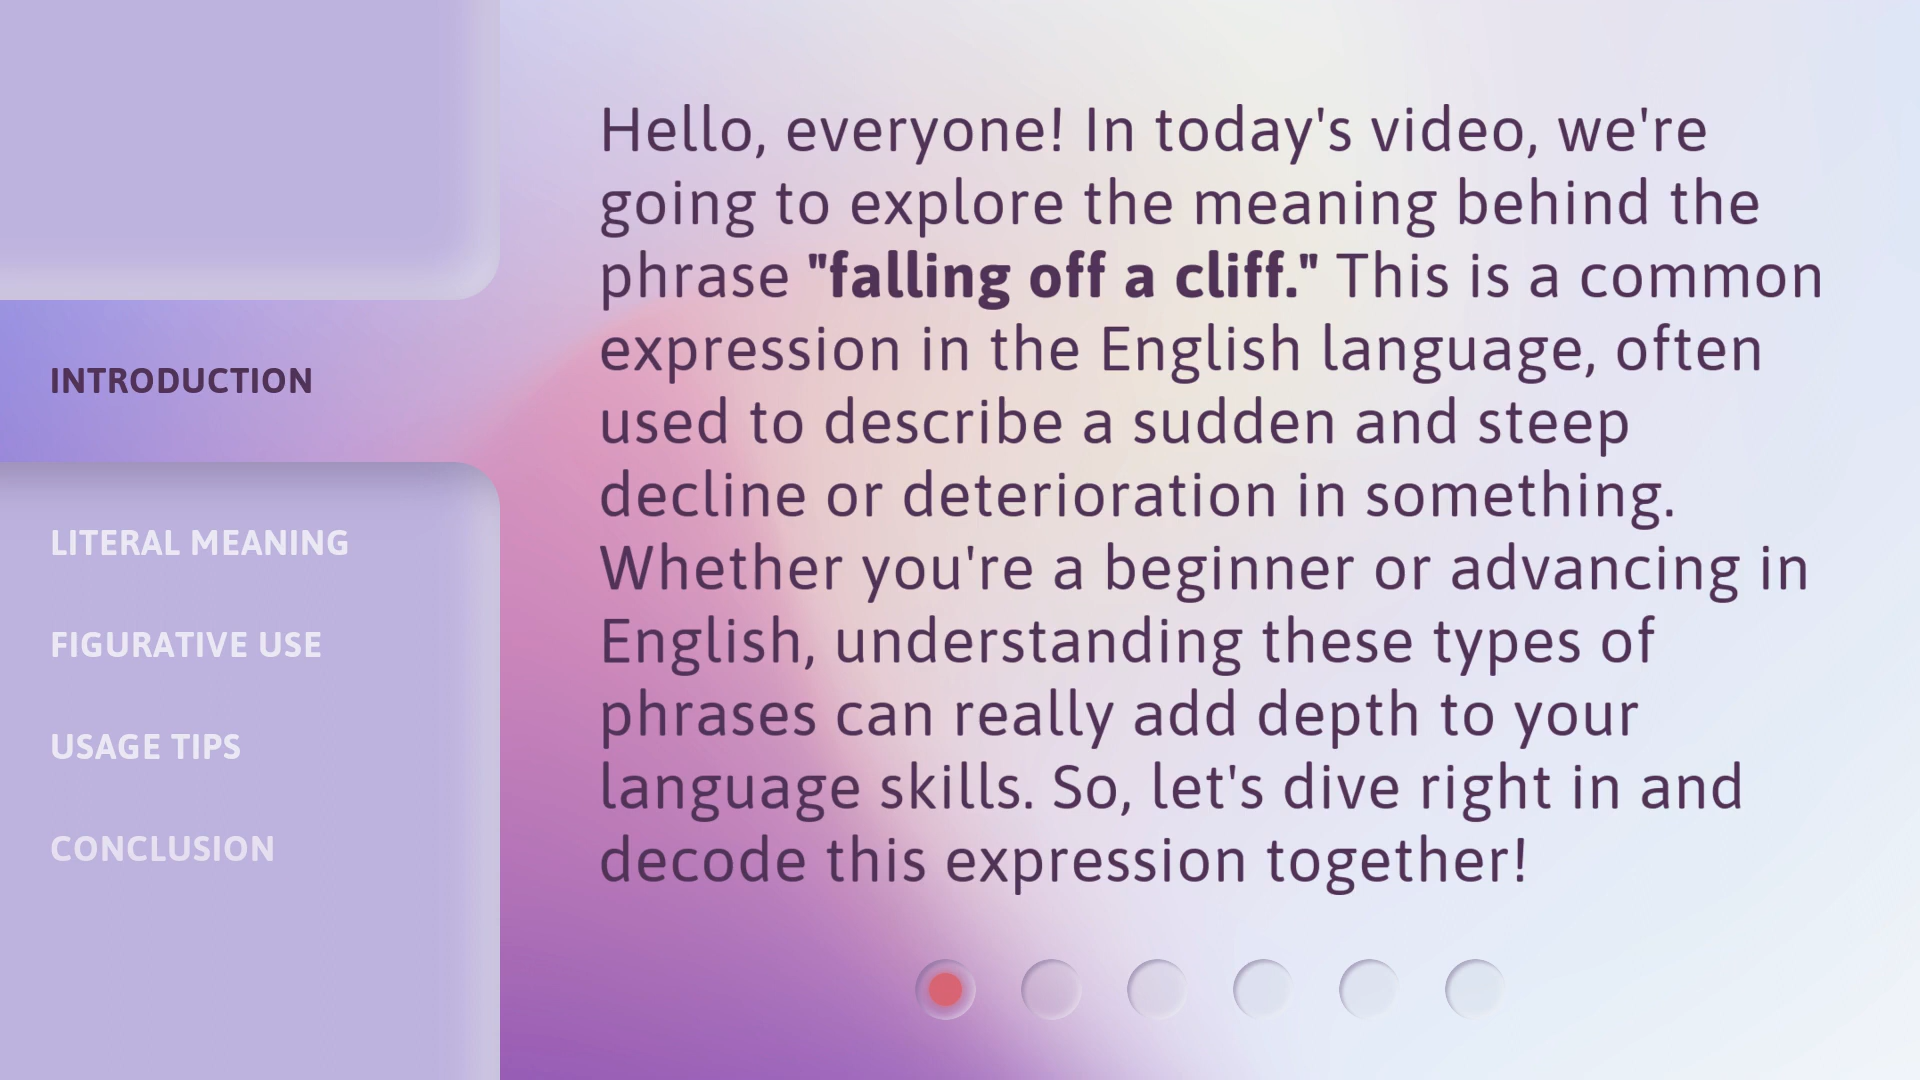 INTRODUCTION
LITERAL MEANING
FIGURATIVE USE
USAGE TIPS
CONCLUSION
Hello, everyone! In today's video, we're
going to explore the meaning behind the
phrase "falling off a cliff." This is a common
expression in the English language, often
used to describe a sudden and steep
decline or deterioration in something.
Whether you're a beginner or advancing in
English, understanding these types of
phrases can really add depth to your
language skills. So, let's dive right in and
decode this expression together!